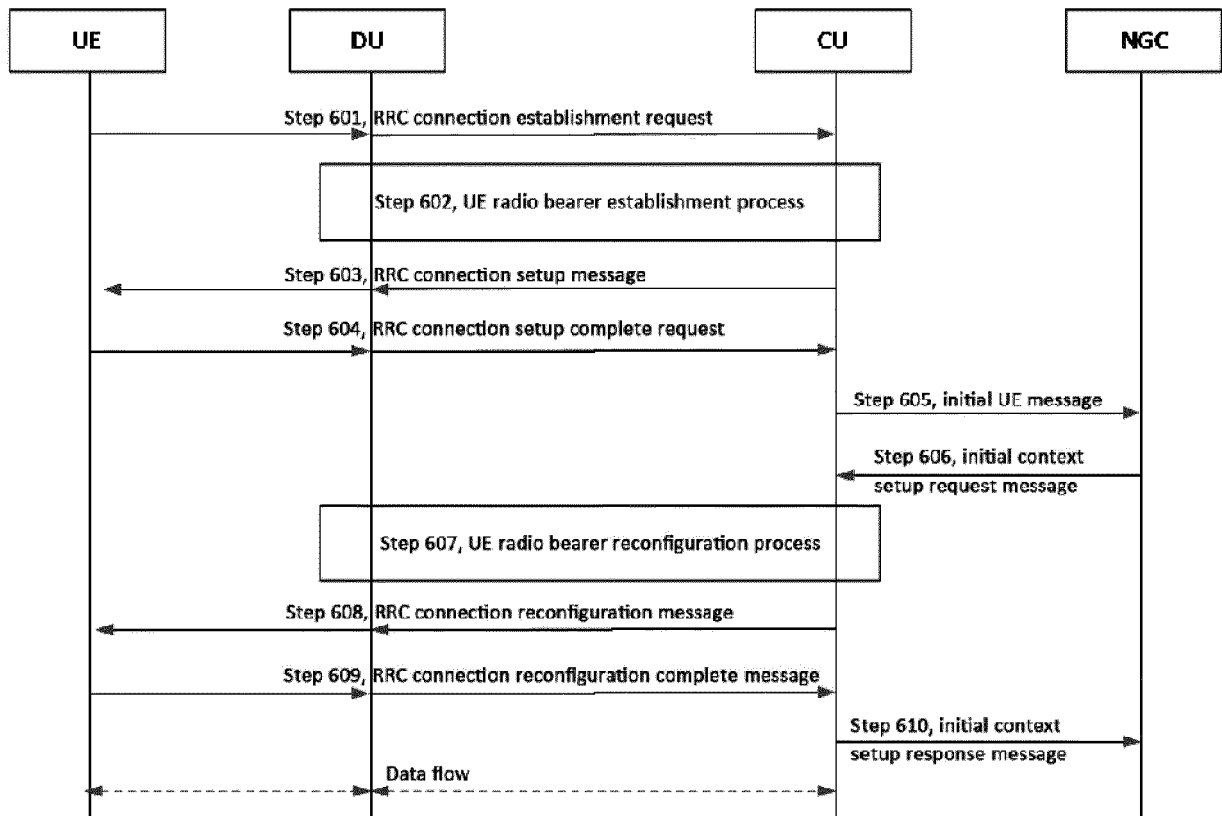 UE
DU
CU
NGC
Step 601, RRC connection establishment request
Step 602, UE radio bearer establishment process
Step 603, RRC connection setup message
Step 604, RRC connection setup complete request
Step 605, initial UE message
Step 606, initial context
setup request message
Step 607, UE radio bearer reconfiguration process
Step 608, RRC connection reconfiguration message
Step 609, RRC connection reconfiguration complete message
Step 610, initial context
setup response message
Data flow